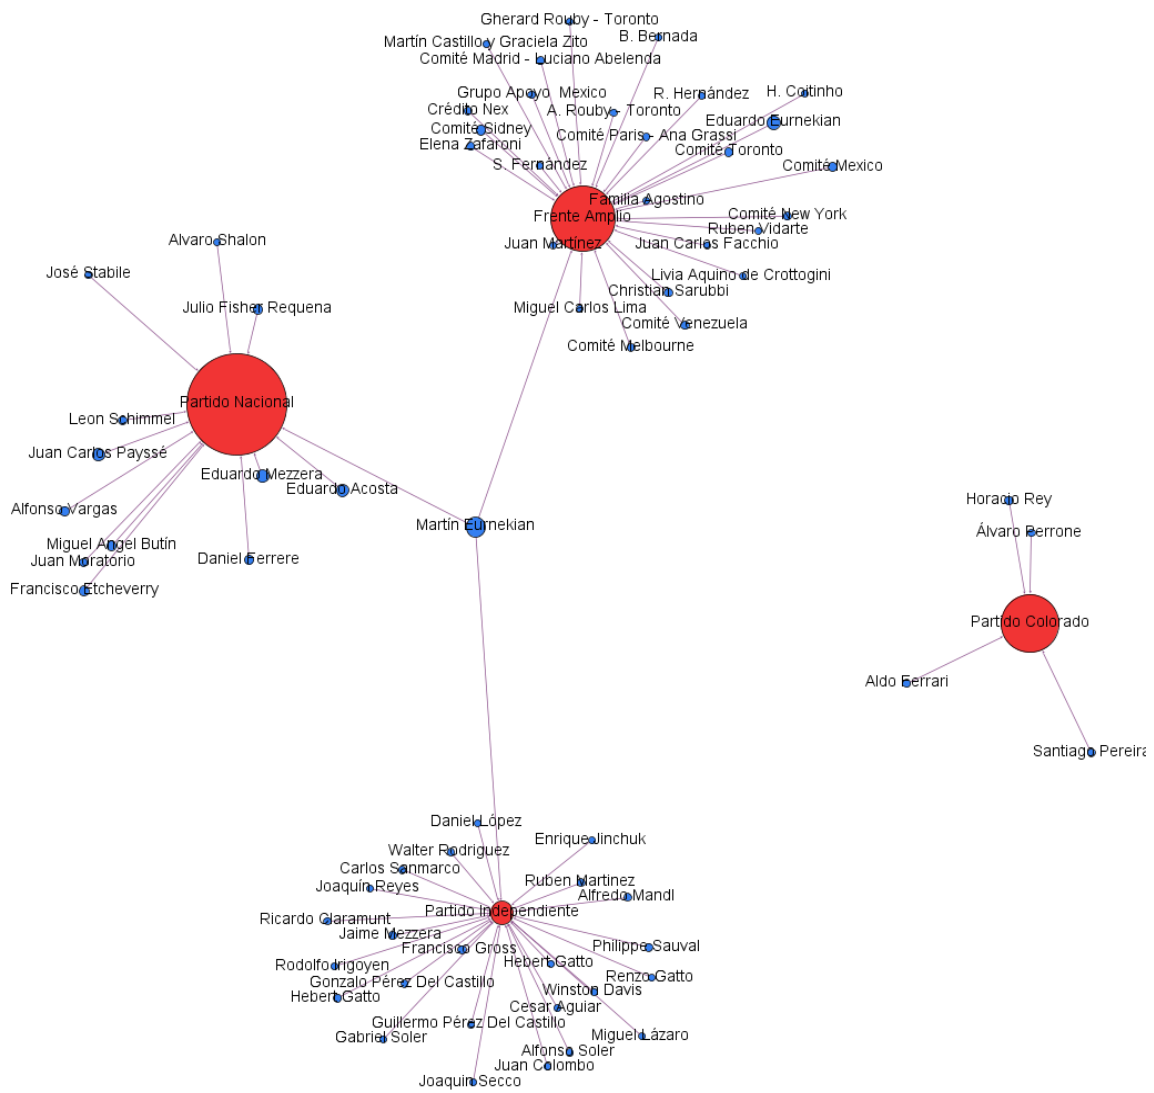 Gherard Rouby - Toronto
B. Bernada
Martín Castillo y Graciela Zito
Comité Madrid - Luciano Abelenda
Grupo Apoyo  Mexico
R. Hernández
H. Coitinho
Crédito Nex
A. Rouby - Toronto
Eduardo Eurnekian
Comité Sidney
Comité Paris - Ana Grassi
Elena Zafaroni
Comité Toronto
S. Fernández
Comité Mexico
Familia Agostino
Frente Amplio
Comité New York
Ruben Vidarte
Juan Martínez
Juan Carlos Facchio
Livia Aquino de Crottogini
Christian Sarubbi
Miguel Carlos Lima
Comité Venezuela
Comité Melbourne
Alvaro Shalon
José Stabile
Julio Fisher Requena
Partido Nacional
Leon Schimmel
Juan Carlos Payssé
Eduardo Mezzera
Eduardo Acosta
Alfonso Vargas
Martín Eurnekian
Miguel Angel Butín
Juan Moratorio
Daniel Ferrere
Francisco Etcheverry
Horacio Rey
Álvaro Perrone
Partido Colorado
Aldo Ferrari
Santiago Pereira
Daniel López
Enrique Jinchuk
Walter Rodriguez
Carlos Sanmarco
Joaquín Reyes
Ruben Martinez
Alfredo Mandl
Partido Independiente
Ricardo Claramunt
Jaime Mezzera
Francisco Gross
Philippe Sauval
Hebert Gatto
Rodolfo Irigoyen
Renzo Gatto
Gonzalo Pérez Del Castillo
Winston Davis
Hebert Gatto
Cesar Aguiar
Guillermo Pérez Del Castillo
Miguel Lázaro
Gabriel Soler
Alfonso Soler
Juan Colombo
Joaquin Secco